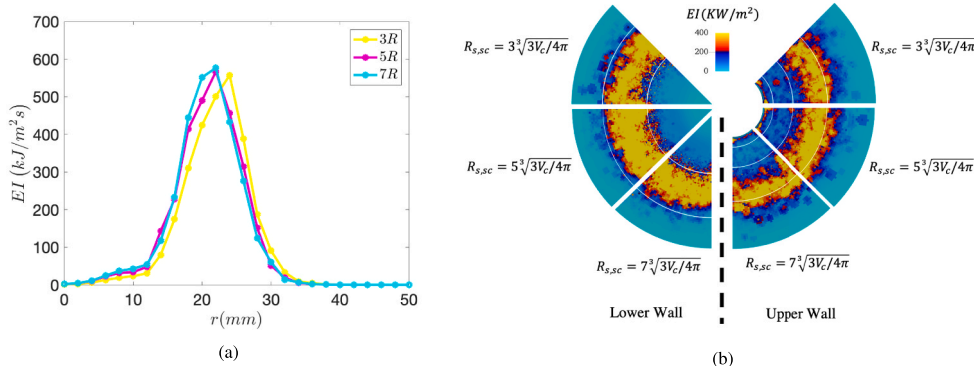 700
600
500
400
300
200
100
0
EI (kJ/m²s)
0 10 20 30 40 50
r(mm)
3R
5R
7R
(a)
EI(KW/m²)
400
200
0
R_{s,sc} = 3∛3V_c/4π
R_{s,sc} = 3∛3V_c/4π
R_{s,sc} = 5∛3V_c/4π
R_{s,sc} = 5∛3V_c/4π
R_{s,sc} = 7∛3V_c/4π
R_{s,sc} = 7∛3V_c/4π
Lower Wall
Upper Wall
(b)